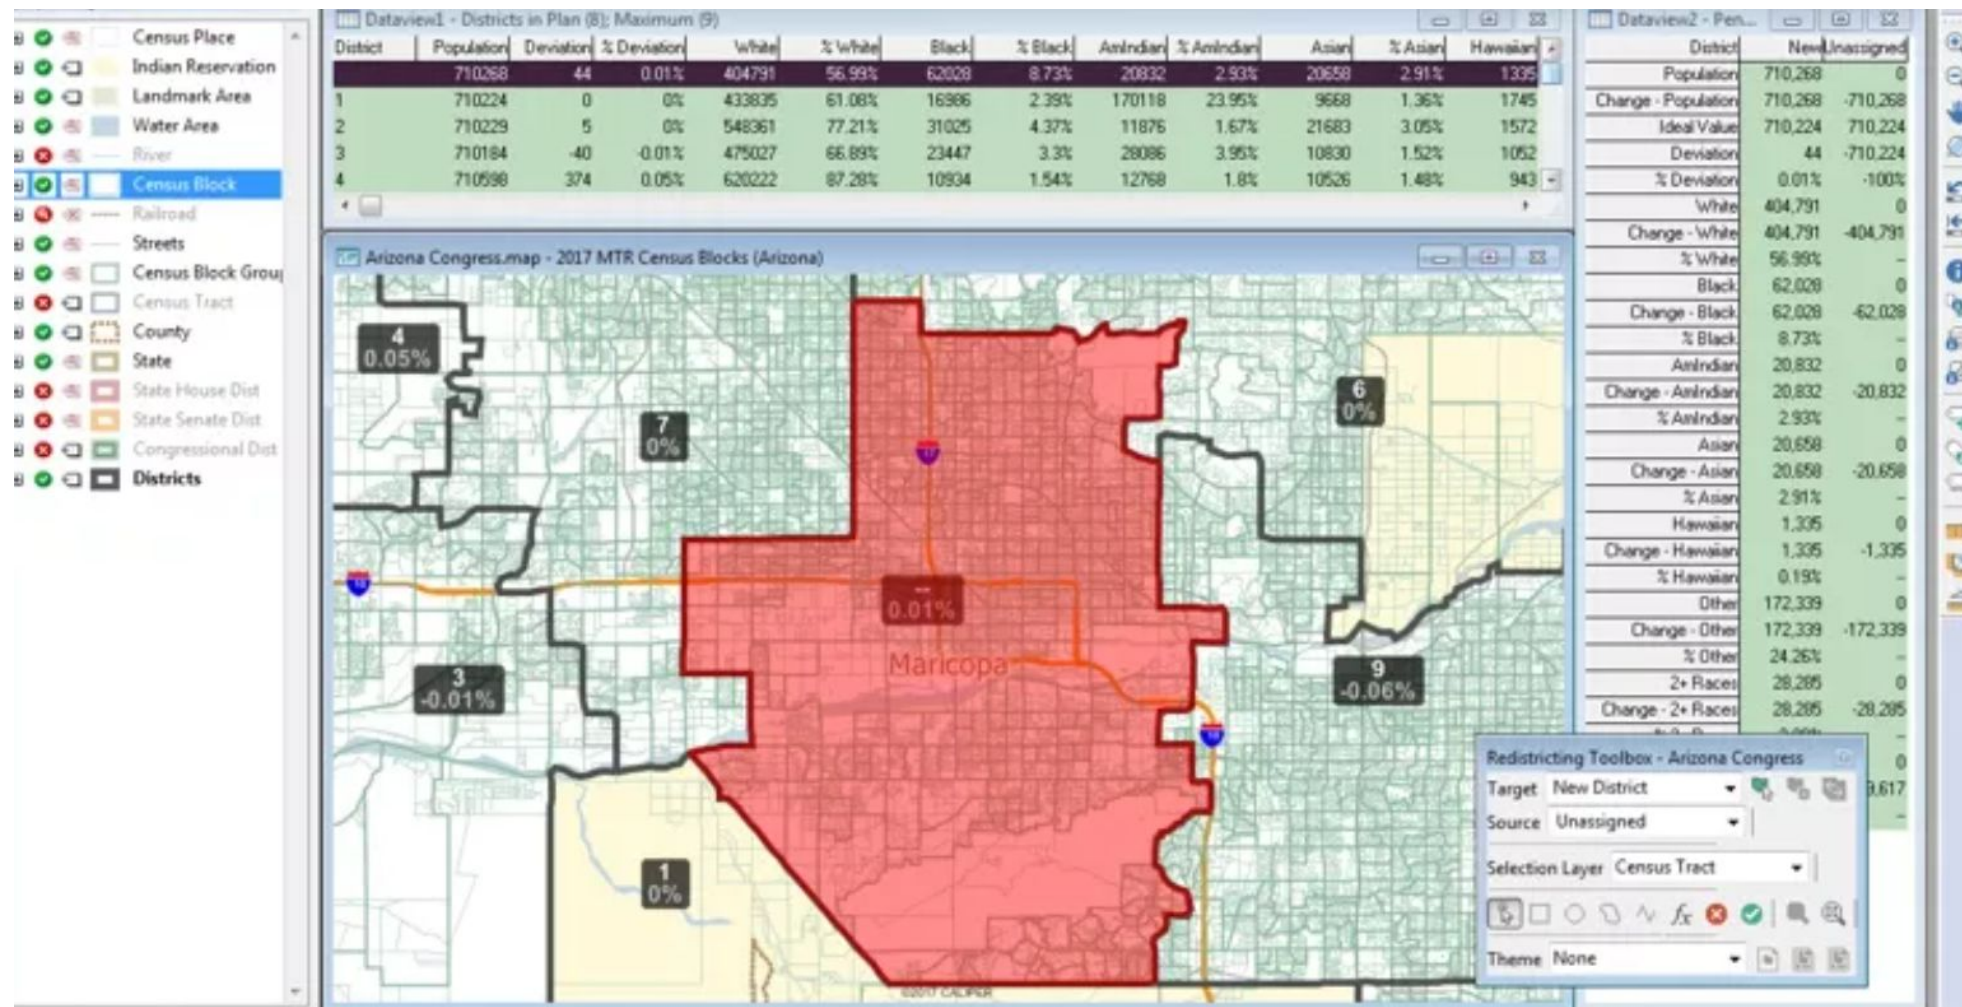 Census Place
Indian Reservation
Landmark Area
Water Area
River
Census Block
Railroad
Streets
Census Block Grou
Census Tract
County
State
State House Dist
State Senate Dist
Congressional Dist
Districts
Dataview1 - Districts in Plan (8); Maximum (9)
District Population Deviation % Deviation White % White Black % Black AmIndian % AmIndian Asian % Asian Hawaiian
710268 44 0.01% 404791 56.99% 62028 8.73% 20832 2.93% 20658 2.91% 1335
1 710224 0 0% 433835 61.08% 16986 2.39% 170118 23.95% 9668 1.36% 1745
2 710229 5 0% 548361 77.21% 31025 4.37% 11876 1.67% 21683 3.05% 1572
3 710184 -40 -0.01% 475027 66.89% 23447 3.3% 28086 3.95% 10830 1.52% 1052
4 710598 374 0.05% 620222 87.28% 10934 1.54% 12768 1.8% 10526 1.48% 943
Arizona Congress.map - 2017 MTR Census Blocks (Arizona)
4
0.05%
7
0%
6
0%
17
10
--
0.01%
Maricopa
3
-0.01%
9
-0.06%
10
1
0%
©2017 CALIPER
Dataview2 - Pen...
District New Unassigned
Population 710,268 0
Change - Population 710,268 -710,268
Ideal Value 710,224 710,224
Deviation 44 -710,224
% Deviation 0.01% -100%
White 404,791 0
Change - White 404,791 -404,791
% White 56.99% --
Black 62,028 0
Change - Black 62,028 -62,028
% Black 8.73% --
AmIndian 20,832 0
Change - AmIndian 20,832 -20,832
% AmIndian 2.93% --
Asian 20,658 0
Change - Asian 20,658 -20,658
% Asian 2.91% --
Hawaiian 1,335 0
Change - Hawaiian 1,335 -1,335
% Hawaiian 0.19% --
Other 172,339 0
Change - Other 172,339 -172,339
% Other 24.26% --
2+ Races 28,285 0
Change - 2+ Races 28,285 -28,285
0
9,617
Redistricting Toolbox - Arizona Congress
Target New District
Source Unassigned
Selection Layer Census Tract
fx
Theme None